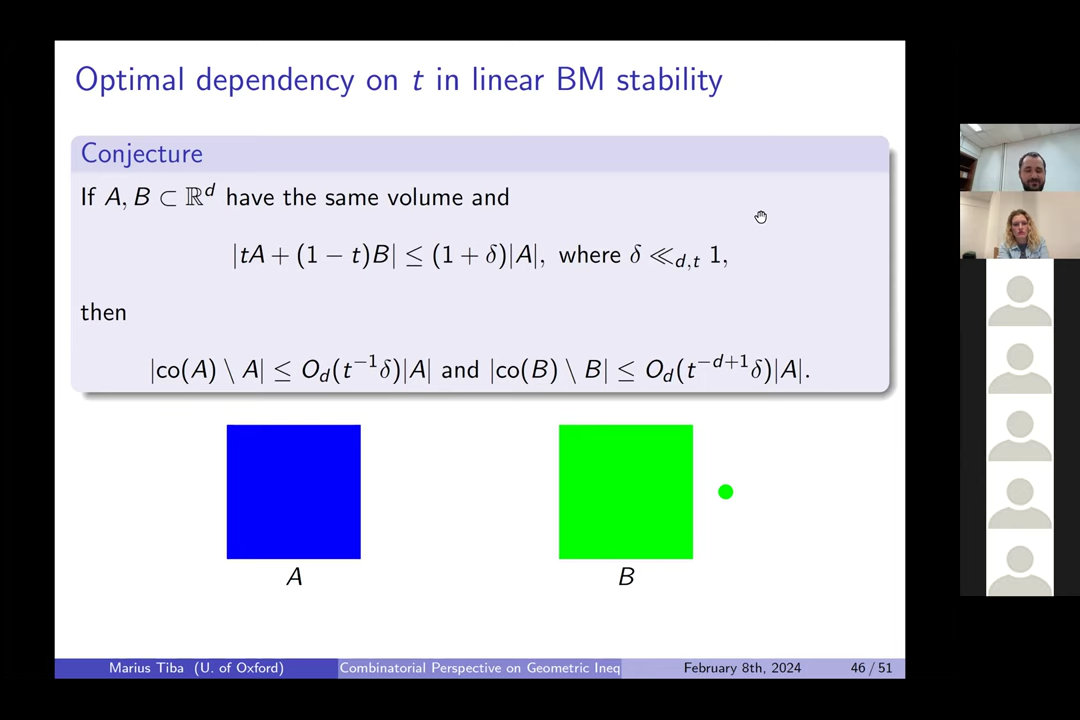 Optimal dependency on t in linear BM stability
Conjecture
If A, B ⊂ ℝᵈ have the same volume and
|tA + (1 − t)B| ≤ (1 + δ)|A|, where δ ≪_{d,t} 1,
then
|co(A) \ A| ≤ O_d(t⁻¹δ)|A| and |co(B) \ B| ≤ O_d(t^{−d+1}δ)|A|.
A B
Marius Tiba (U. of Oxford) Combinatorial Perspective on Geometric Ineq February 8th, 2024 46 / 51